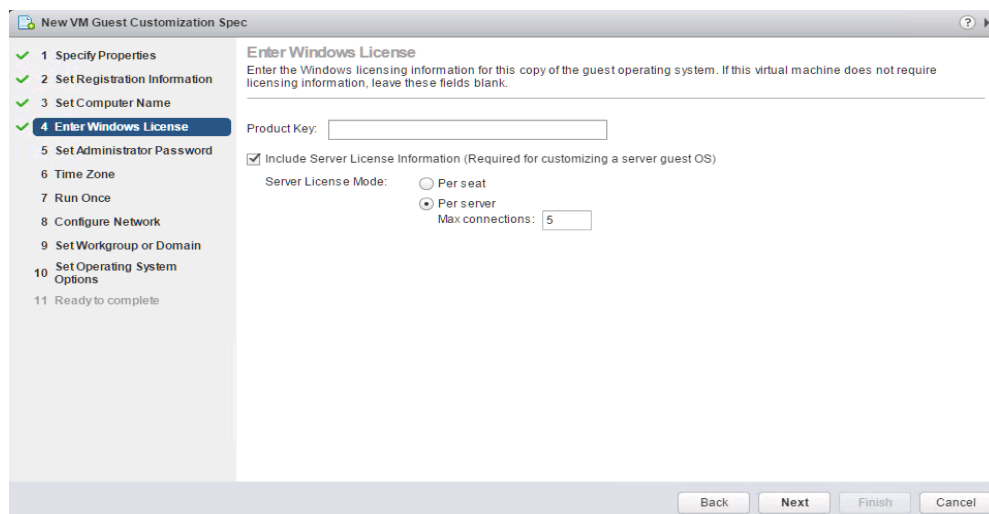 New VM Guest Customization Spec
?
1 Specify Properties
2 Set Registration Information
3 Set Computer Name
4 Enter Windows License
5 Set Administrator Password
6 Time Zone
7 Run Once
8 Configure Network
9 Set Workgroup or Domain
10 Set Operating System
Options
11 Ready to complete
Enter Windows License
Enter the Windows licensing information for this copy of the guest operating system. If this virtual machine does not require
licensing information, leave these fields blank.
Product Key:
Include Server License Information (Required for customizing a server guest OS)
Server License Mode:
Per seat
Per server
Max connections: 5
Back Next Finish Cancel